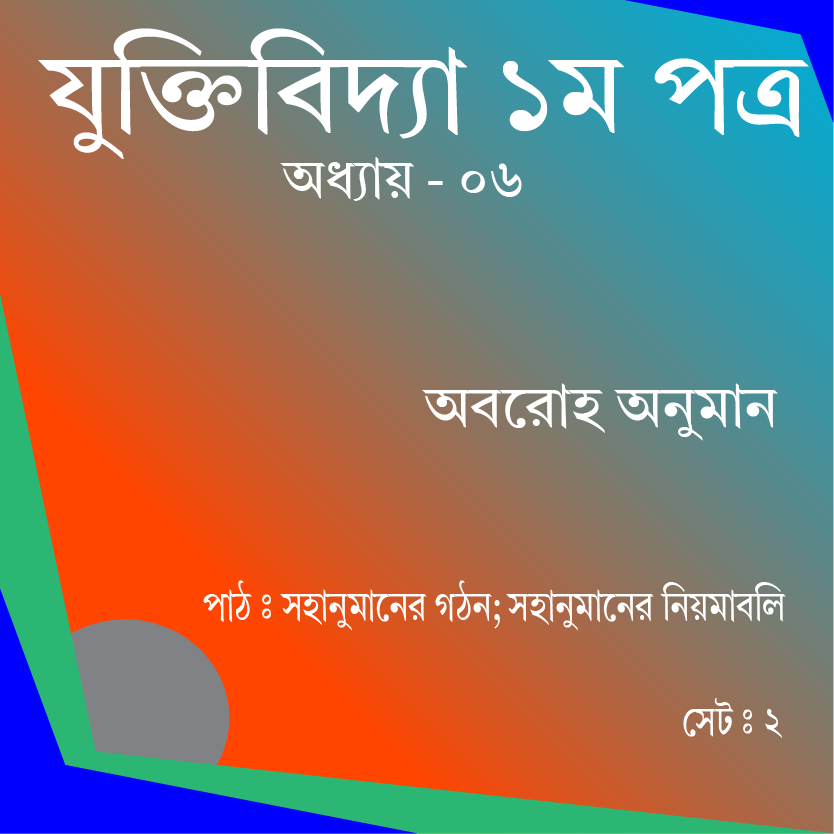 যুক্তিবিদ্যা ১ম পত্র
অধ্যায় - ০৬
অবরোহ অনুমান
পাঠ ঃ সহানুমানের গঠন; সহানুমানের নিয়মাবলি
সেট ঃ ২